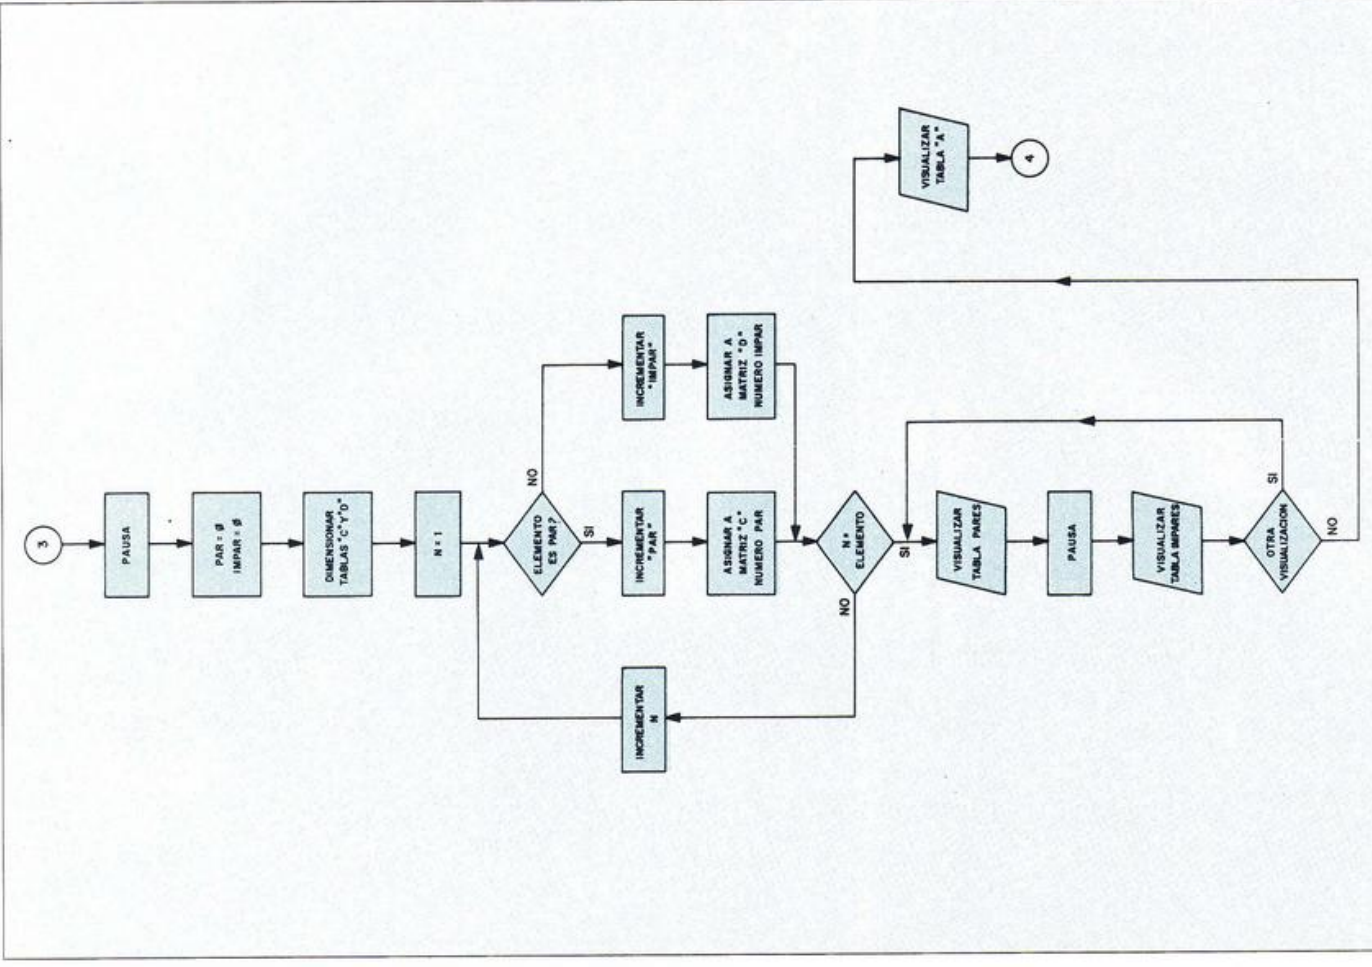 3
PAUSA
PAR = Ø
IMPAR = Ø
DIMENSIONAR
TABLAS "C" Y "D"
N = 1
ELEMENTO
ES PAR?
NO
SI
INCREMENTAR
"IMPAR"
INCREMENTAR
"PAR"
ASIGNAR A
MATRIZ "D"
NUMERO IMPAR
ASIGNAR A
MATRIZ "C"
NUMERO PAR
INCREMENTAR
N
N =
ELEMENTO
NO
SI
VISUALIZAR
TABLA PARES
PAUSA
VISUALIZAR
TABLA IMPARES
OTRA
VISUALIZACION
SI
NO
VISUALIZAR
TABLA "A"
4